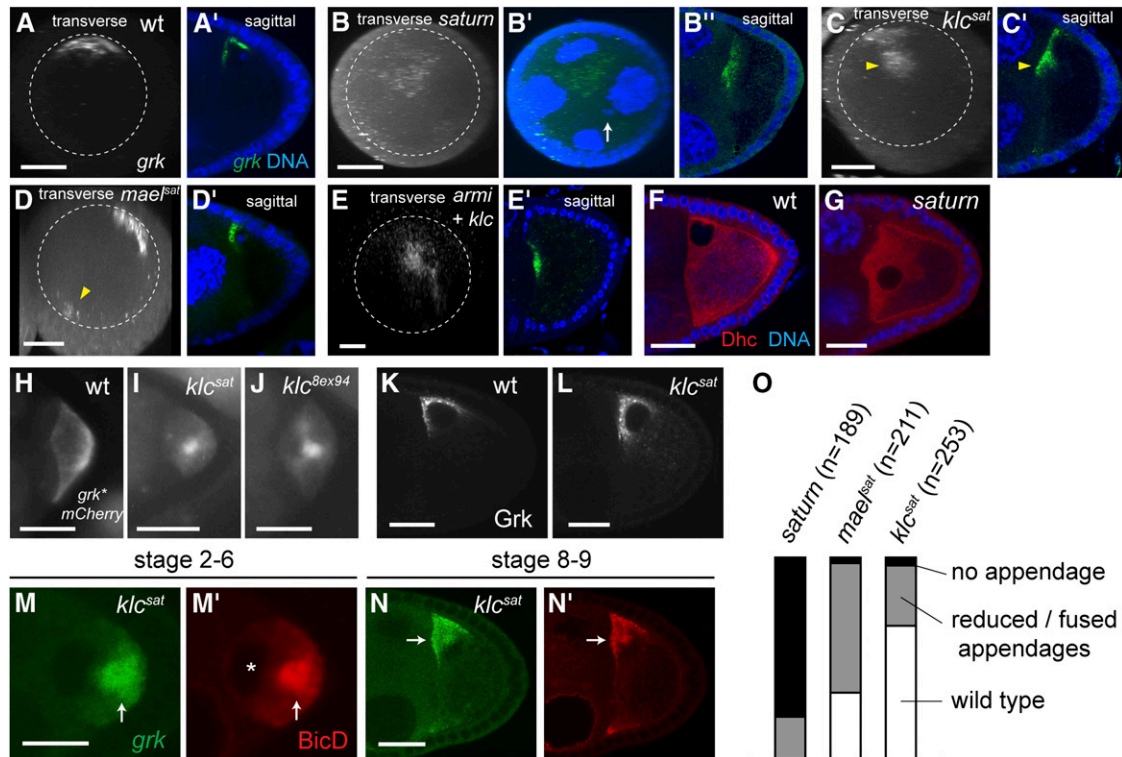 A transverse wt
grk
A' sagittal
grk DNA
B transverse saturn
B'
B'' sagittal
C transverse klc^sat
C' sagittal
D transverse mael^sat
D' sagittal
E transverse armi + klc
E' sagittal
F wt
Dhc DNA
G saturn
H wt
grk* mCherry
I klc^sat
J klc^8ex94
K wt
Grk
L klc^sat
stage 2-6
stage 8-9
M klc^sat
grk
M' *
BicD
N klc^sat
N'
O
saturn (n=189)
mael^sat (n=211)
klc^sat (n=253)
no appendage
reduced / fused
appendages
wild type